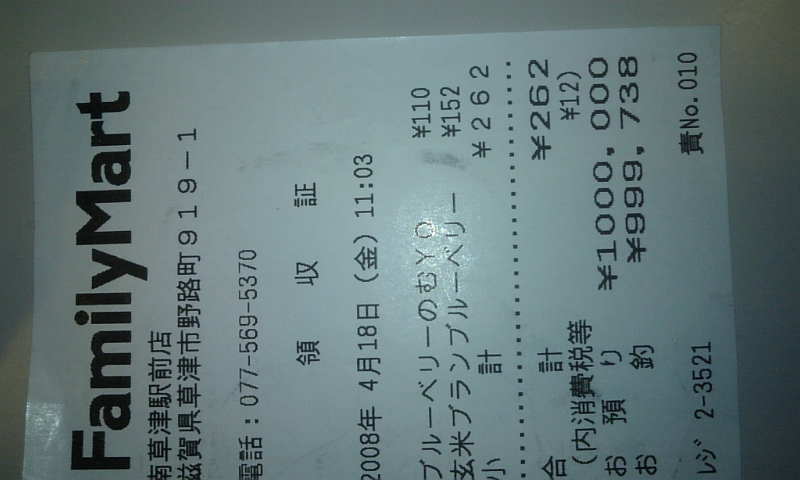 FamilyMart
南草津駅前店
滋賀県草津市野路町919-1
電話:077-569-5370
領 収 証
2008年 4月18日(金)11:03
ブルーベリーのむYO ¥110
玄米ブランブルーベリー ¥152
小 計 ¥262
合 計 ¥262
(内消費税等 ¥12)
お 預 り ¥1000,000
お 釣 ¥999,738
レジ 2-3521 責No.010